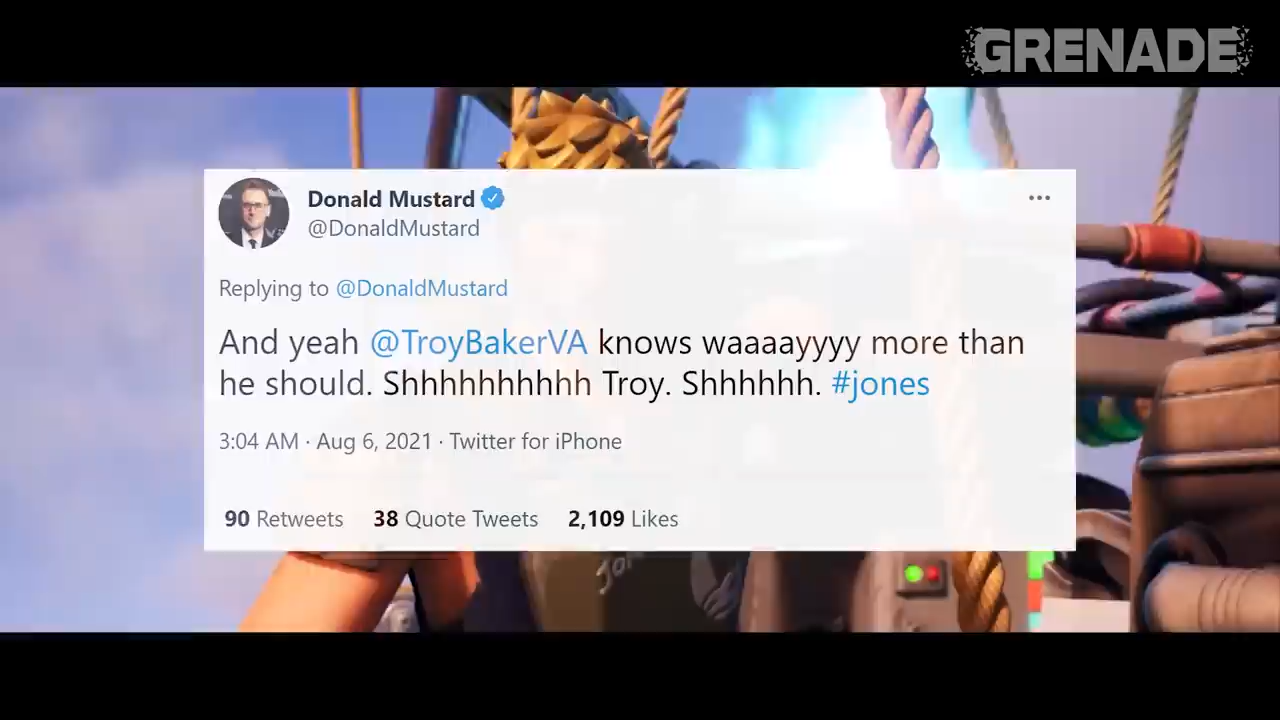 GRENADE
Donald Mustard
@DonaldMustard
Replying to @DonaldMustard
And yeah @TroyBakerVA knows waaaayyyy more than
he should. Shhhhhhhhhh Troy. Shhhhhh. #jones
3:04 AM · Aug 6, 2021 · Twitter for iPhone
90 Retweets 38 Quote Tweets 2,109 Likes